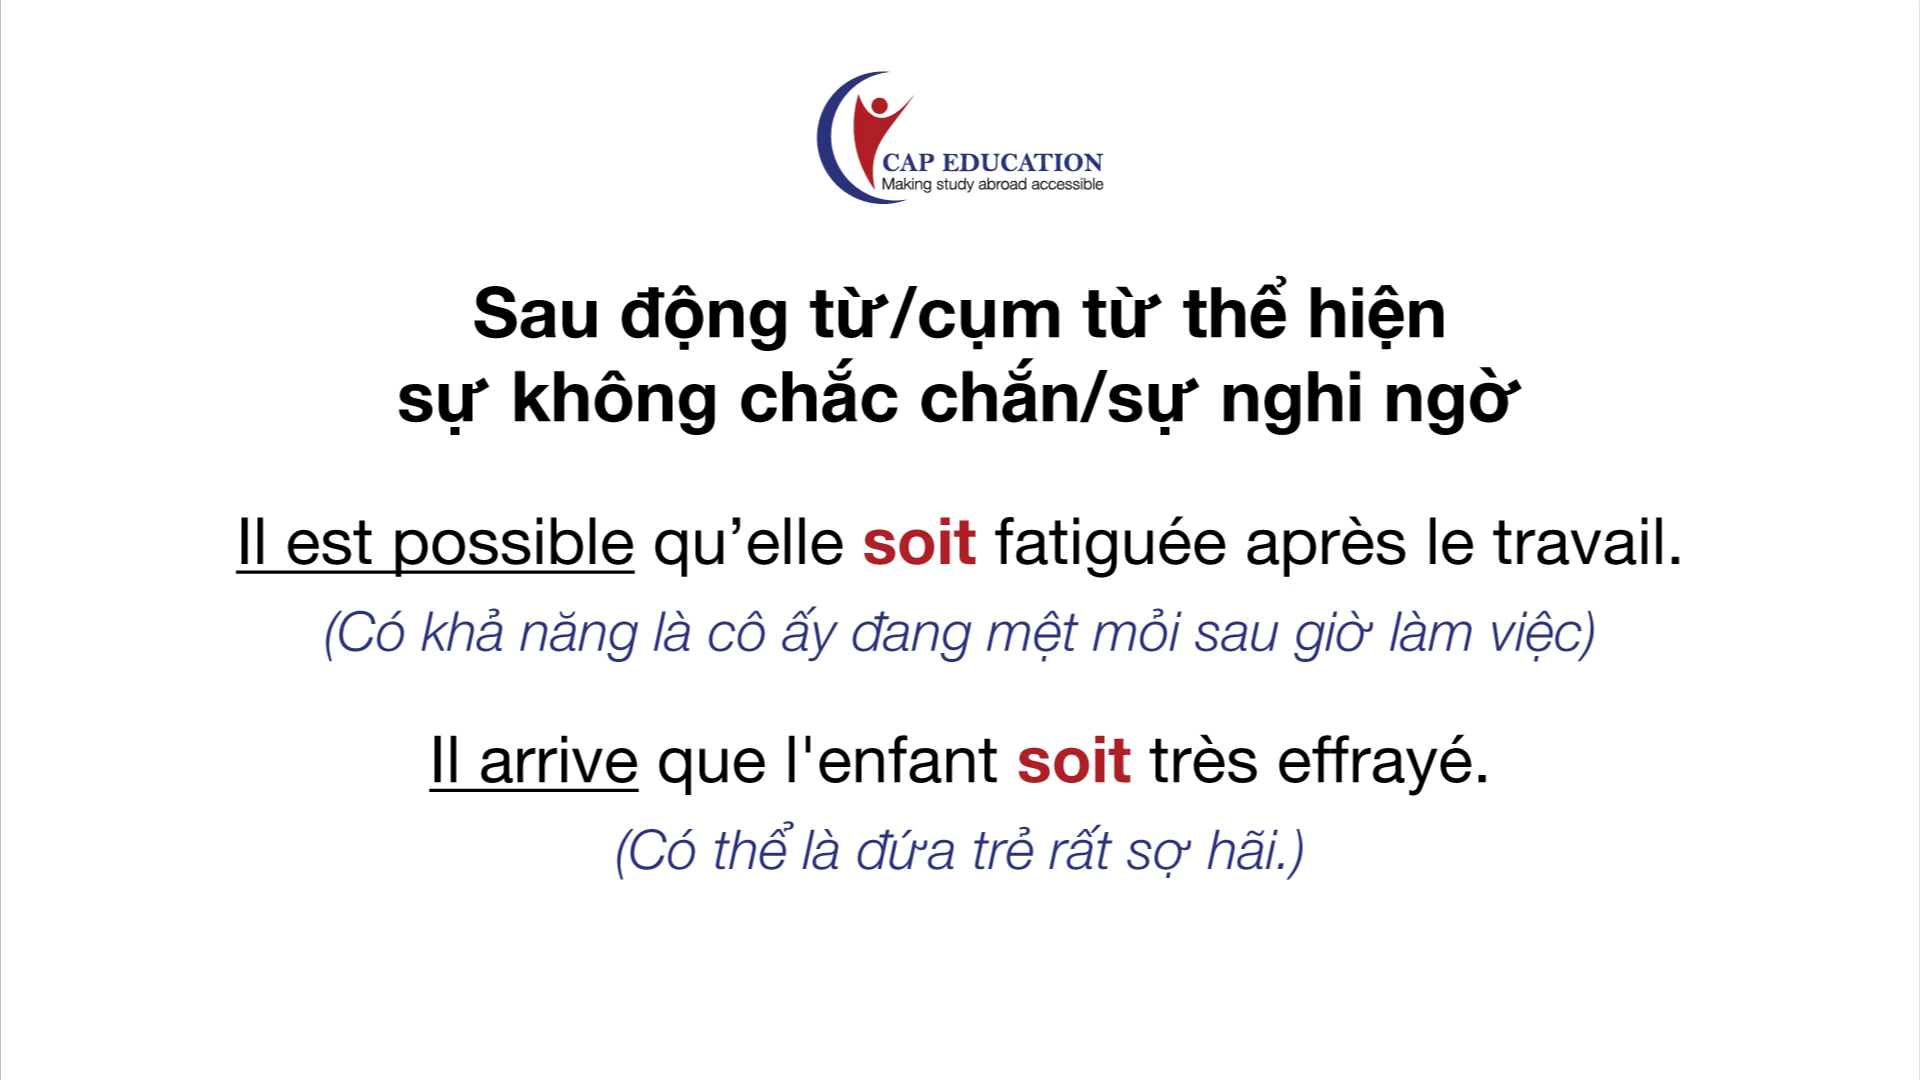 CAP EDUCATION
Making study abroad accessible
Sau động từ/cụm từ thể hiện
sự không chắc chắn/sự nghi ngờ
Il est possible qu’elle soit fatiguée après le travail.
(Có khả năng là cô ấy đang mệt mỏi sau giờ làm việc)
Il arrive que l'enfant soit très effrayé.
(Có thể là đứa trẻ rất sợ hãi.)